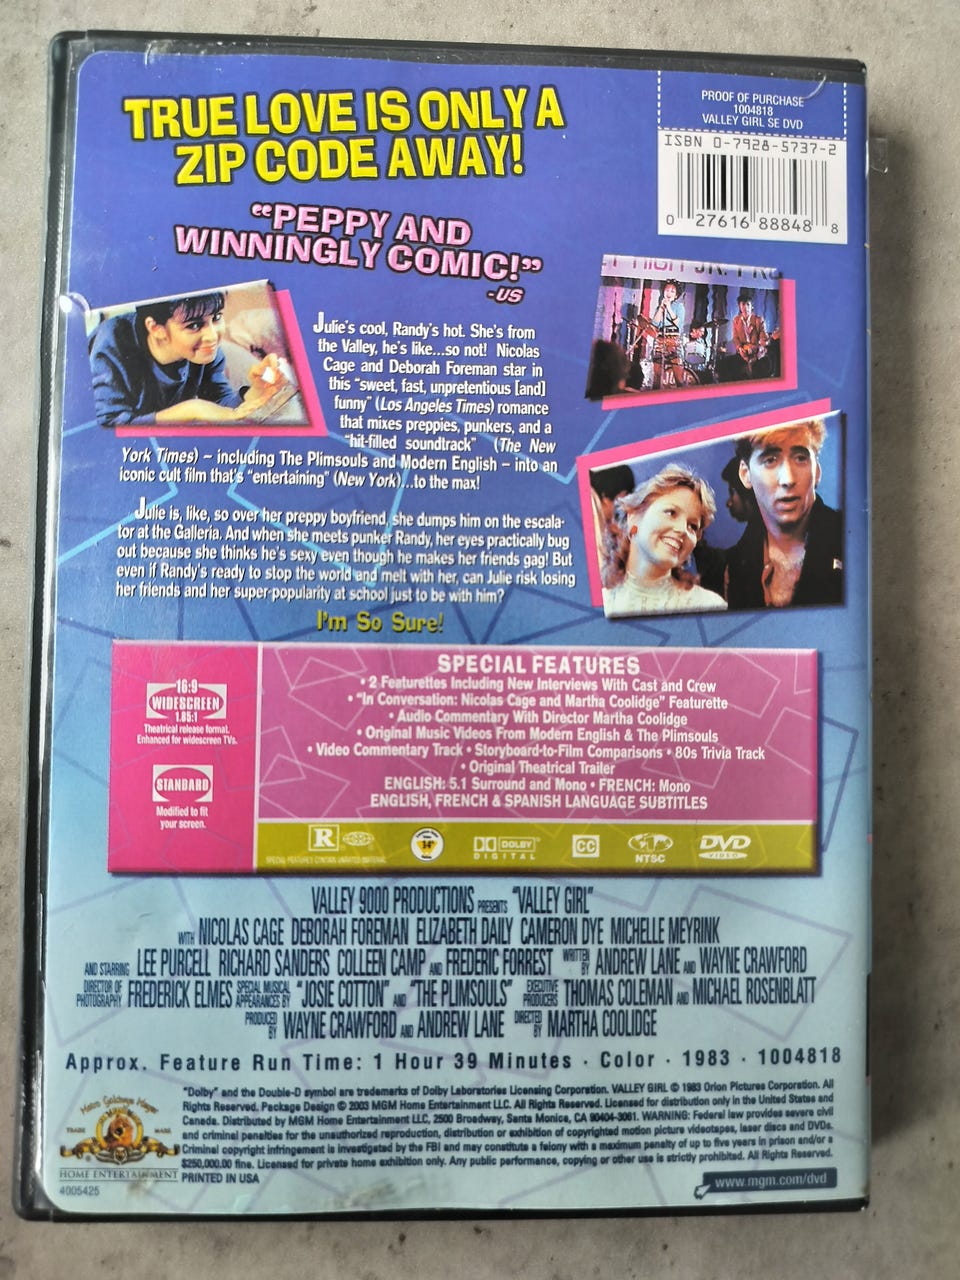 TRUE LOVE IS ONLY A
ZIP CODE AWAY!
PROOF OF PURCHASE
1004818
VALLEY GIRL SE DVD
ISBN 0-7928-5737-2
0 27616 88848 8
“PEPPY AND
WINNINGLY COMIC!”
-US
Julie's cool, Randy's hot. She's from
the Valley, he's like...so not! Nicolas
Cage and Deborah Foreman star in
this "sweet, fast, unpretentious [and]
funny" (Los Angeles Times) romance
that mixes preppies, punkers, and a
"hit-filled soundtrack" (The New
York Times) – including The Plimsouls and Modern English – into an
iconic cult film that's "entertaining" (New York)...to the max!
Julie is, like, so over her preppy boyfriend, she dumps him on the escala-
tor at the Galleria. And when she meets punker Randy, her eyes practically bug
out because she thinks he's sexy even though he makes her friends gag! But
even if Randy's ready to stop the world and melt with her, can Julie risk losing
her friends and her super-popularity at school just to be with him?
I'm So Sure!
16:9
WIDESCREEN
1.85:1
Theatrical release format.
Enhanced for widescreen TVs.
STANDARD
Modified to fit
your screen.
SPECIAL FEATURES
• 2 Featurettes Including New Interviews With Cast and Crew
• "In Conversation: Nicolas Cage and Martha Coolidge" Featurette
• Audio Commentary With Director Martha Coolidge
• Original Music Videos From Modern English & The Plimsouls
• Video Commentary Track • Storyboard-to-Film Comparisons • 80s Trivia Track
• Original Theatrical Trailer
ENGLISH: 5.1 Surround and Mono • FRENCH: Mono
ENGLISH, FRENCH & SPANISH LANGUAGE SUBTITLES
R
SPECIAL FEATURES CONTAIN UNRATED MATERIAL
14+
DOLBY
DIGITAL
CC
NTSC
DVD
VIDEO
VALLEY 9000 PRODUCTIONS PRESENTS "VALLEY GIRL"
WITH NICOLAS CAGE DEBORAH FOREMAN ELIZABETH DAILY CAMERON DYE MICHELLE MEYRINK
AND STARRING LEE PURCELL RICHARD SANDERS COLLEEN CAMP AND FREDERIC FORREST WRITTEN BY ANDREW LANE AND WAYNE CRAWFORD
DIRECTOR OF PHOTOGRAPHY FREDERICK ELMES SPECIAL MUSICAL APPEARANCES BY "JOSIE COTTON" AND "THE PLIMSOULS" EXECUTIVE PRODUCERS THOMAS COLEMAN AND MICHAEL ROSENBLATT
PRODUCED BY WAYNE CRAWFORD AND ANDREW LANE DIRECTED BY MARTHA COOLIDGE
Approx. Feature Run Time: 1 Hour 39 Minutes · Color · 1983 · 1004818
"Dolby" and the Double-D symbol are trademarks of Dolby Laboratories Licensing Corporation. VALLEY GIRL © 1983 Orion Pictures Corporation. All
Rights Reserved. Package Design © 2003 MGM Home Entertainment LLC. All Rights Reserved. Licensed for distribution only in the United States and
Canada. Distributed by MGM Home Entertainment LLC, 2500 Broadway, Santa Monica, CA 90404-3061. WARNING: Federal law provides severe civil
and criminal penalties for the unauthorized reproduction, distribution or exhibition of copyrighted motion picture videotapes, laser discs and DVDs.
Criminal copyright infringement is investigated by the FBI and may constitute a felony with a maximum penalty of up to five years in prison and/or a
$250,000.00 fine. Licensed for private home exhibition only. Any public performance, copying or other use is strictly prohibited. All Rights Reserved.
PRINTED IN USA
Metro Goldwyn Mayer
TRADE MARK
HOME ENTERTAINMENT
4005425
www.mgm.com/dvd